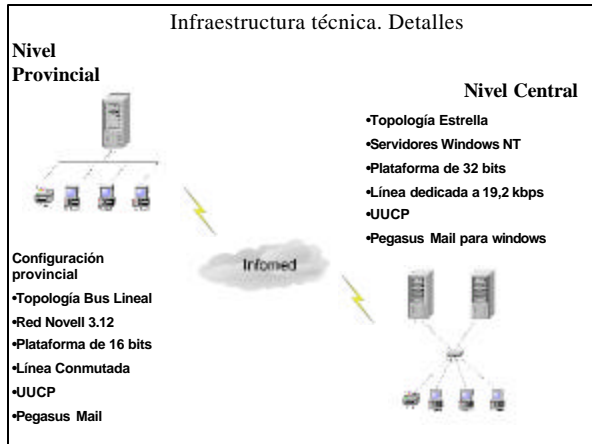 Infraestructura técnica. Detalles
Nivel
Provincial
Nivel Central
•Topología Estrella
•Servidores Windows NT
•Plataforma de 32 bits
•Línea dedicada a 19,2 kbps
•UUCP
•Pegasus Mail para windows
Infomed
Configuración
provincial
•Topología Bus Lineal
•Red Novell 3.12
•Plataforma de 16 bits
•Línea Conmutada
•UUCP
•Pegasus Mail